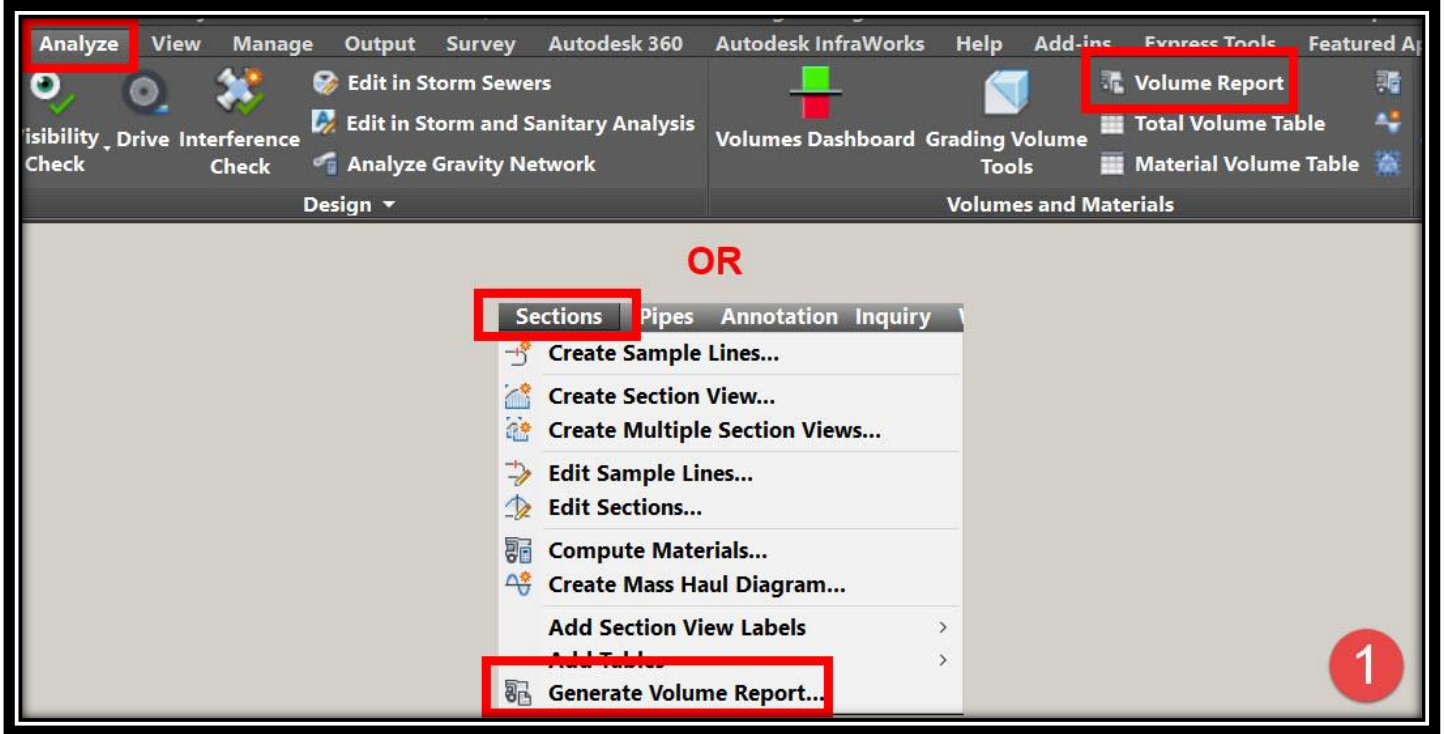 Analyze View Manage Output Survey Autodesk 360 Autodesk InfraWorks Help Add-ins Express Tools Featured
Edit in Storm Sewers
Edit in Storm and Sanitary Analysis
Analyze Gravity Network
isibility Check
Drive
Interference Check
Design
Volumes Dashboard
Grading Volume Tools
Volume Report
Total Volume Table
Material Volume Table
Volumes and Materials
OR
Sections Pipes Annotation Inquiry
Create Sample Lines...
Create Section View...
Create Multiple Section Views...
Edit Sample Lines...
Edit Sections...
Compute Materials...
Create Mass Haul Diagram...
Add Section View Labels
Add Tables
Generate Volume Report...
1